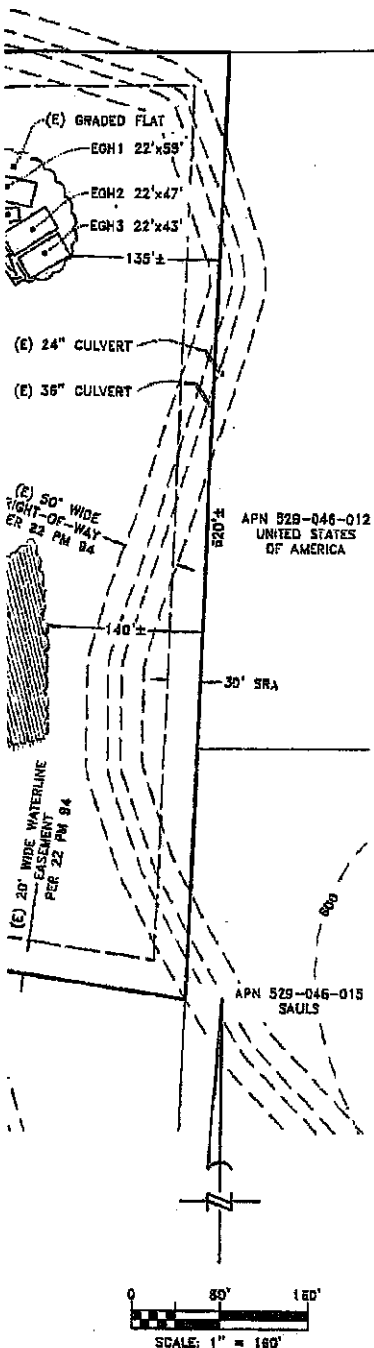 (E) GRADED FLAT
EGH1 22'x59'
EGH2 22'x47'
EGH3 22'x43'
135'±
(E) 24" CULVERT
(E) 36" CULVERT
(E) 50' WIDE
RIGHT-OF-WAY
PER 22 PM 94
APN 529-046-012
UNITED STATES
OF AMERICA
520'±
140'±
30' SRA
(E) 20' WIDE WATERLINE
EASEMENT
PER 22 PM 94
600
APN 529-046-015
SAULS
N
0 80' 160'
SCALE: 1" = 160'